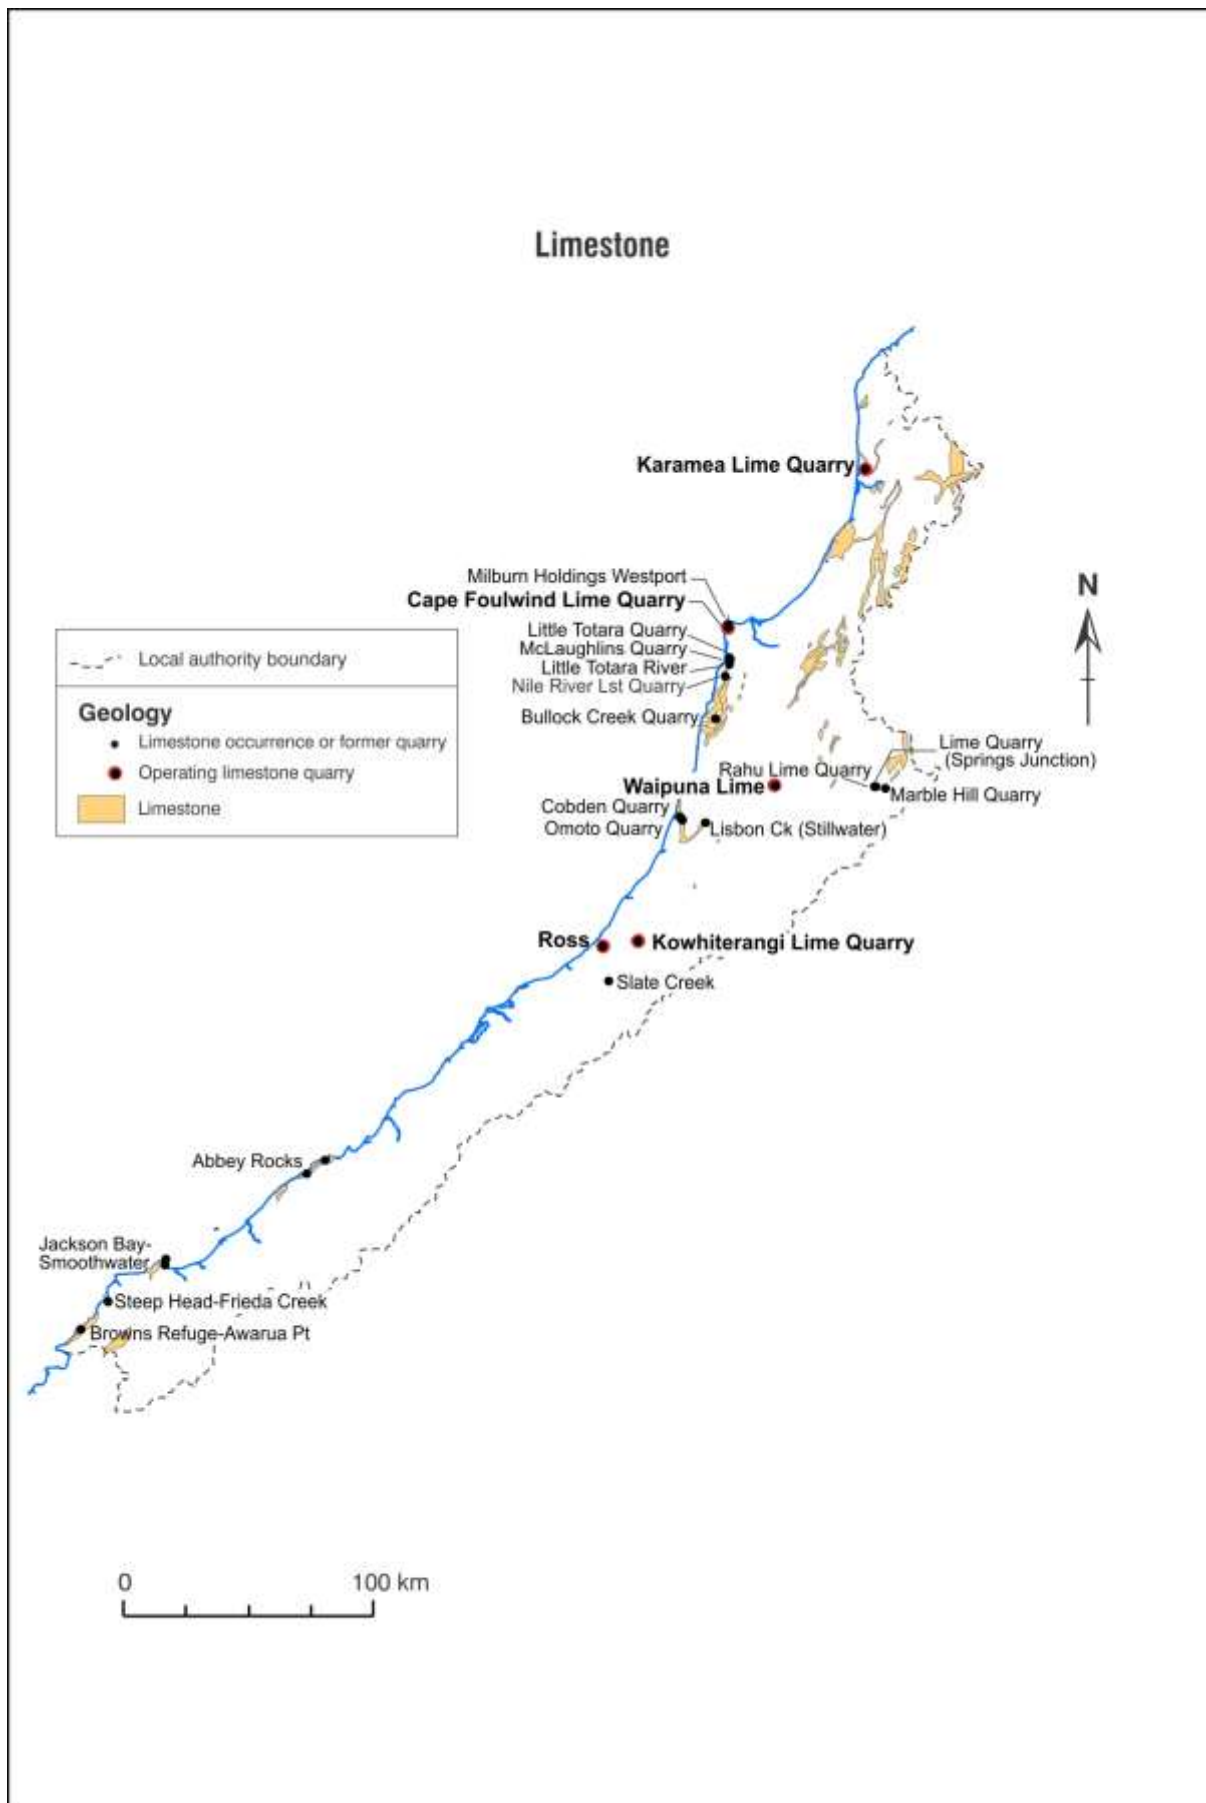 Limestone
Karamea Lime Quarry
Milburn Holdings Westport
Cape Foulwind Lime Quarry
Little Totara Quarry
McLaughlins Quarry
Little Totara River
Nile River Lst Quarry
Bullock Creek Quarry
N
Local authority boundary
Geology
Limestone occurrence or former quarry
Operating limestone quarry
Limestone
Lime Quarry
(Springs Junction)
Rahu Lime Quarry
Waipuna Lime
Marble Hill Quarry
Cobden Quarry
Omoto Quarry
Lisbon Ck (Stillwater)
Ross
Kowhiterangi Lime Quarry
Slate Creek
Abbey Rocks
Jackson Bay-
Smoothwater
Steep Head-Frieda Creek
Browns Refuge-Awarua Pt
0 100 km